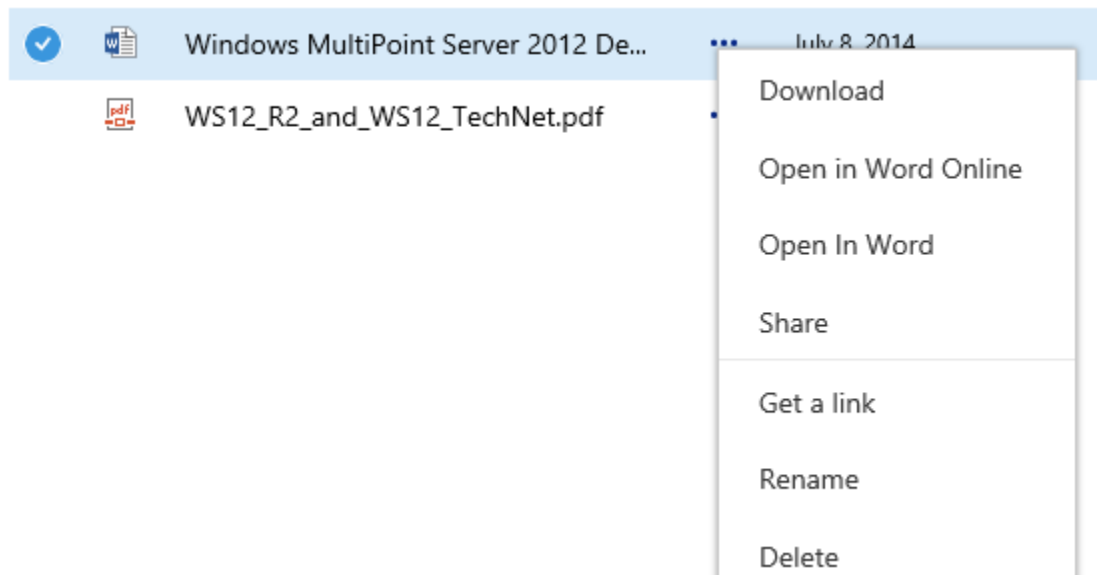 Windows MultiPoint Server 2012 De... ••• July 8, 2014
WS12_R2_and_WS12_TechNet.pdf
Download
Open in Word Online
Open In Word
Share
Get a link
Rename
Delete